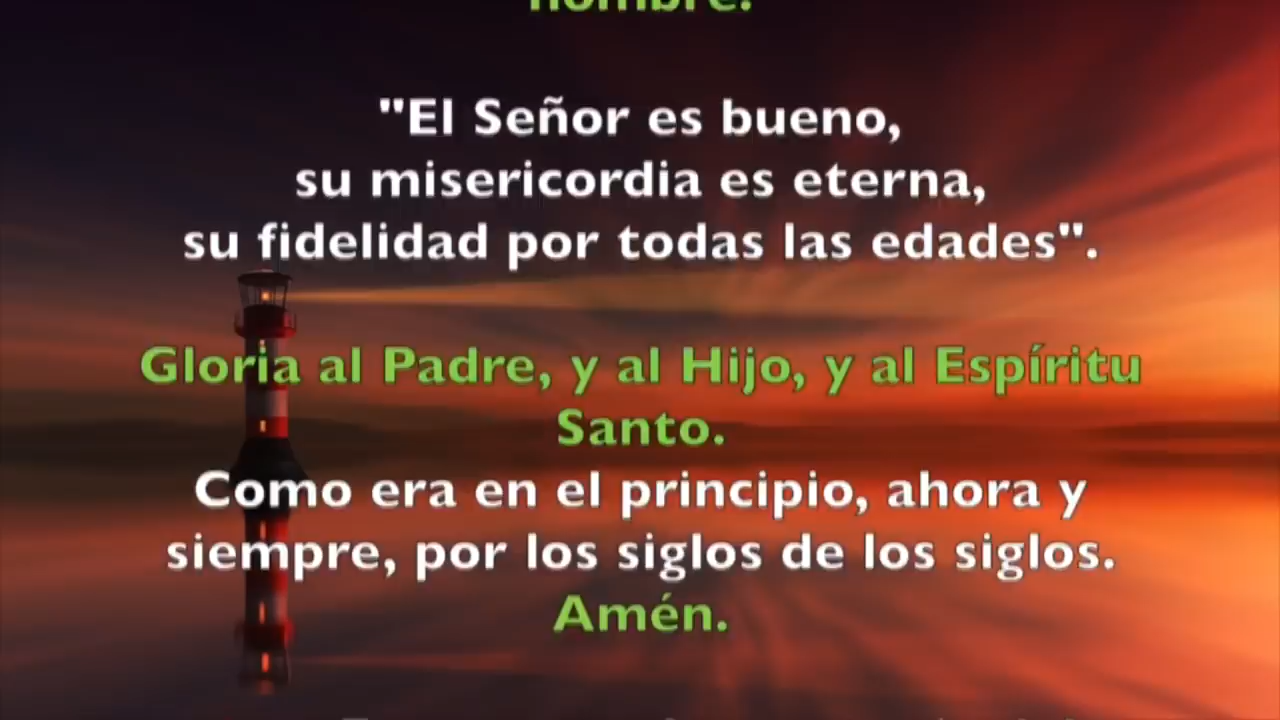 nombre.
"El Señor es bueno,
su misericordia es eterna,
su fidelidad por todas las edades".
Gloria al Padre, y al Hijo, y al Espíritu
Santo.
Como era en el principio, ahora y
siempre, por los siglos de los siglos.
Amén.